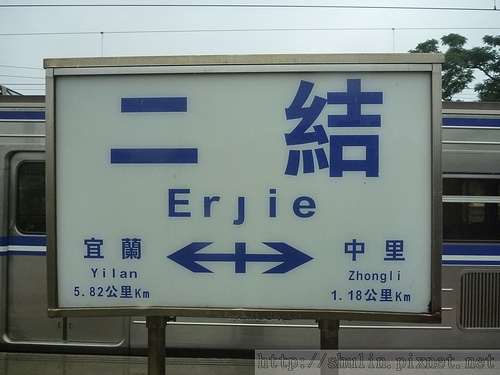 二結
Erjie
宜蘭
Yilan
5.82公里Km
中里
Zhongli
1.18公里Km
http://shulin.pixnet.net